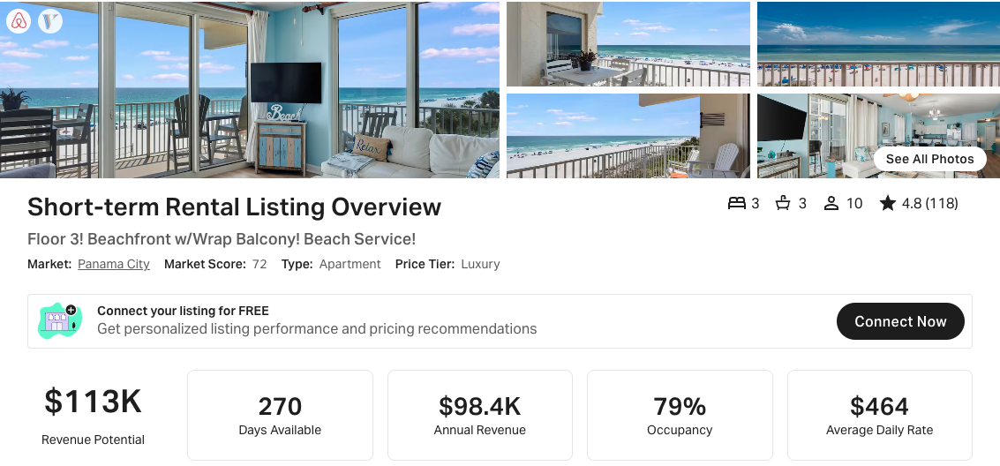 Beach
Relax
See All Photos
Short-term Rental Listing Overview
3 3 10 4.8 (118)
Floor 3! Beachfront w/Wrap Balcony! Beach Service!
Market: Panama City Market Score: 72 Type: Apartment Price Tier: Luxury
Connect your listing for FREE
Get personalized listing performance and pricing recommendations
Connect Now
$113K
Revenue Potential
270
Days Available
$98.4K
Annual Revenue
79%
Occupancy
$464
Average Daily Rate